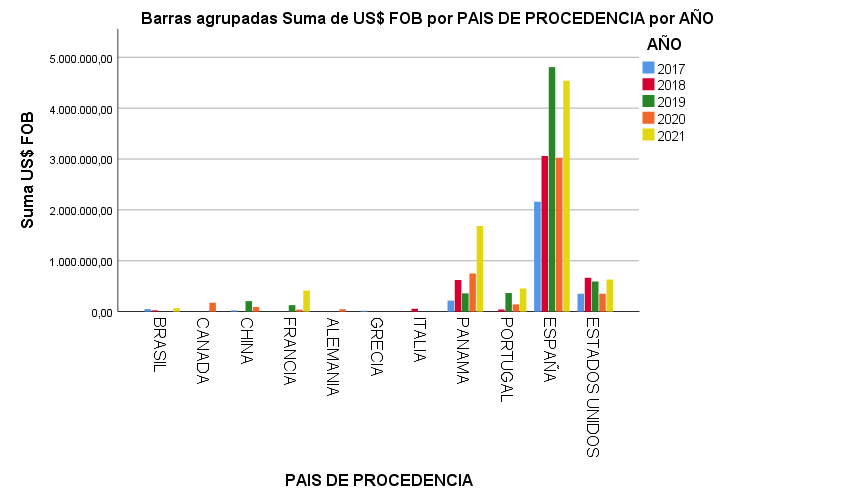 Barras agrupadas Suma de US$ FOB por PAIS DE PROCEDENCIA por AÑO
AÑO
2017
2018
2019
2020
2021
Suma US$ FOB
5.000.000,00
4.000.000,00
3.000.000,00
2.000.000,00
1.000.000,00
0,00
BRASIL
CANADA
CHINA
FRANCIA
ALEMANIA
GRECIA
ITALIA
PANAMA
PORTUGAL
ESPAÑA
ESTADOS UNIDOS
PAIS DE PROCEDENCIA